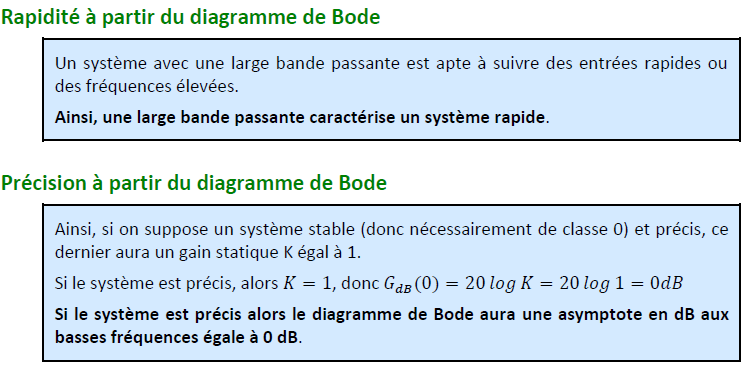 Rapidité à partir du diagramme de Bode
Un système avec une large bande passante est apte à suivre des entrées rapides ou
des fréquences élevées.
Ainsi, une large bande passante caractérise un système rapide.
Précision à partir du diagramme de Bode
Ainsi, si on suppose un système stable (donc nécessairement de classe 0) et précis, ce
dernier aura un gain statique K égal à 1.
Si le système est précis, alors 𝐾 = 1, donc 𝐺𝑑𝐵(0) = 20 𝑙𝑜𝑔 𝐾 = 20 𝑙𝑜𝑔 1 = 0𝑑𝐵
Si le système est précis alors le diagramme de Bode aura une asymptote en dB aux
basses fréquences égale à 0 dB.